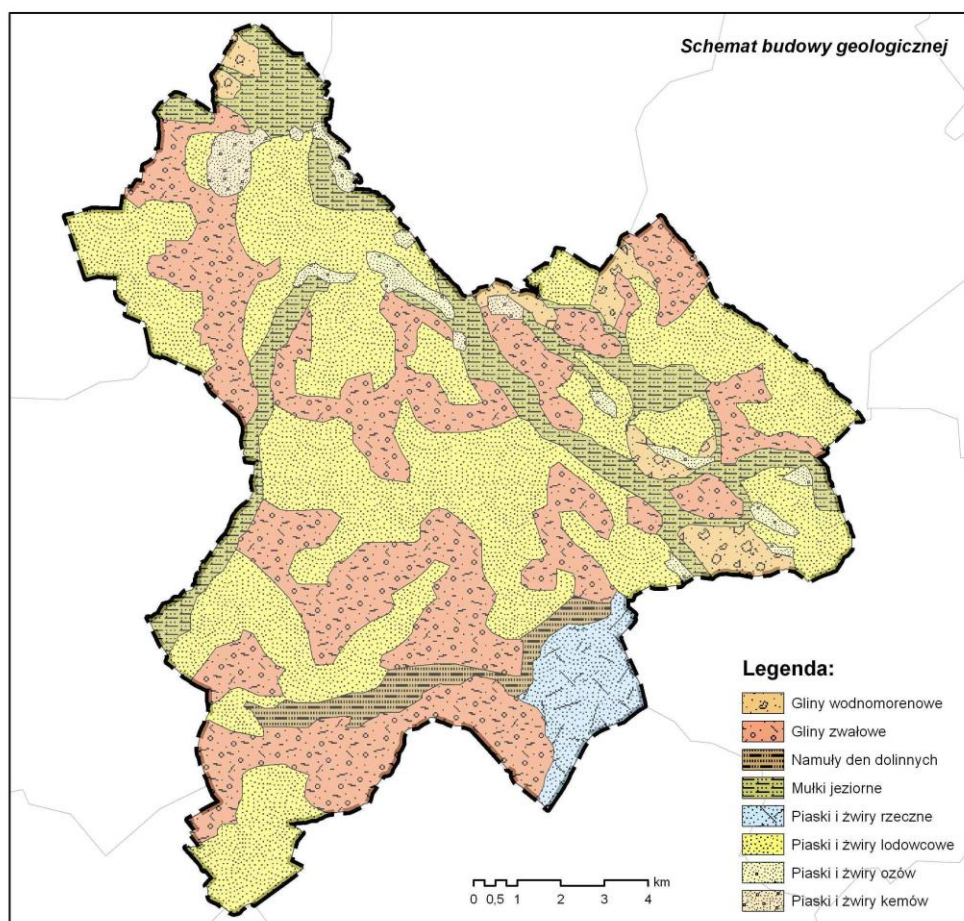 Schemat budowy geologicznej
Legenda:
Gliny wodnomorenowe
Gliny zwałowe
Namuły den dolinnych
Mułki jeziorne
Piaski i żwiry rzeczne
Piaski i żwiry lodowcowe
Piaski i żwiry ozów
Piaski i żwiry kemów
km
0 0,5 1 2 3 4